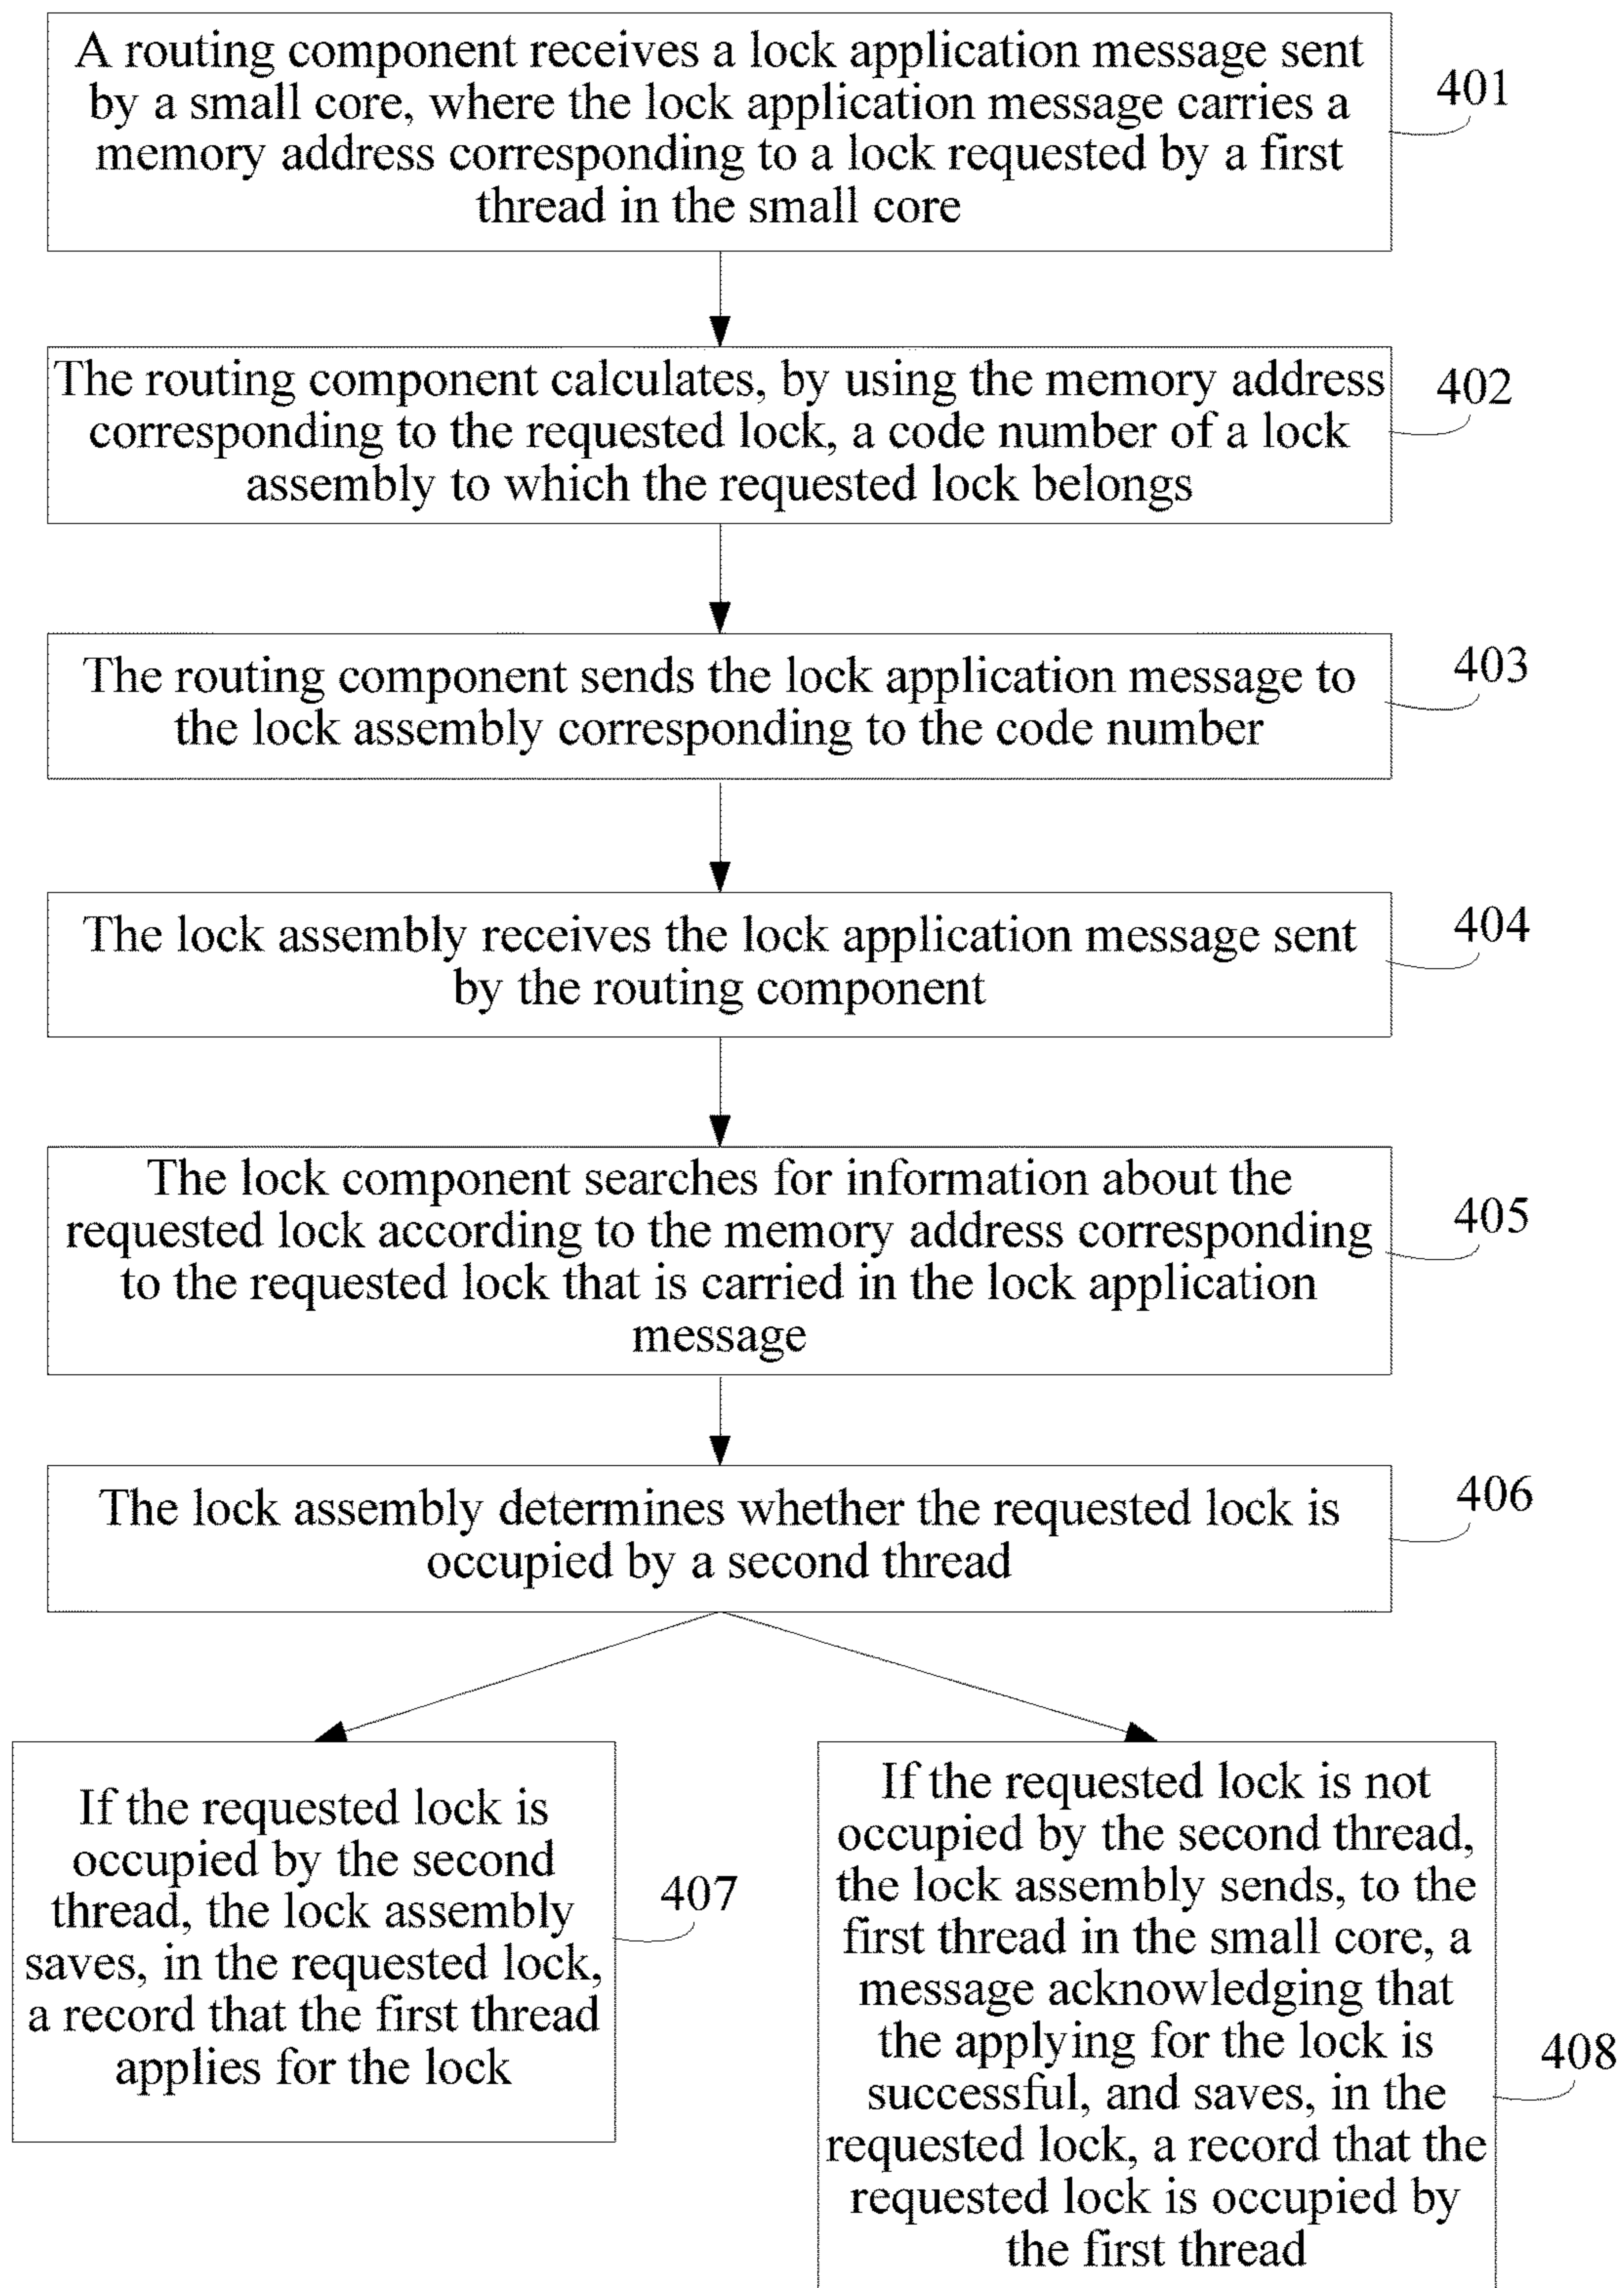 A routing component receives a lock application message sent
by a small core, where the lock application message carries a
memory address corresponding to a lock requested by a first
thread in the small core
401
The routing component calculates, by using the memory address
corresponding to the requested lock, a code number of a lock
assembly to which the requested lock belongs
402
The routing component sends the lock application message to
the lock assembly corresponding to the code number
403
The lock assembly receives the lock application message sent
by the routing component
404
The lock component searches for information about the
requested lock according to the memory address corresponding
to the requested lock that is carried in the lock application
message
405
The lock assembly determines whether the requested lock is
occupied by a second thread
406
If the requested lock is
occupied by the second
thread, the lock assembly
saves, in the requested lock,
a record that the first thread
applies for the lock
407
If the requested lock is not
occupied by the second thread,
the lock assembly sends, to the
first thread in the small core, a
message acknowledging that
the applying for the lock is
successful, and saves, in the
requested lock, a record that the
requested lock is occupied by
the first thread
408